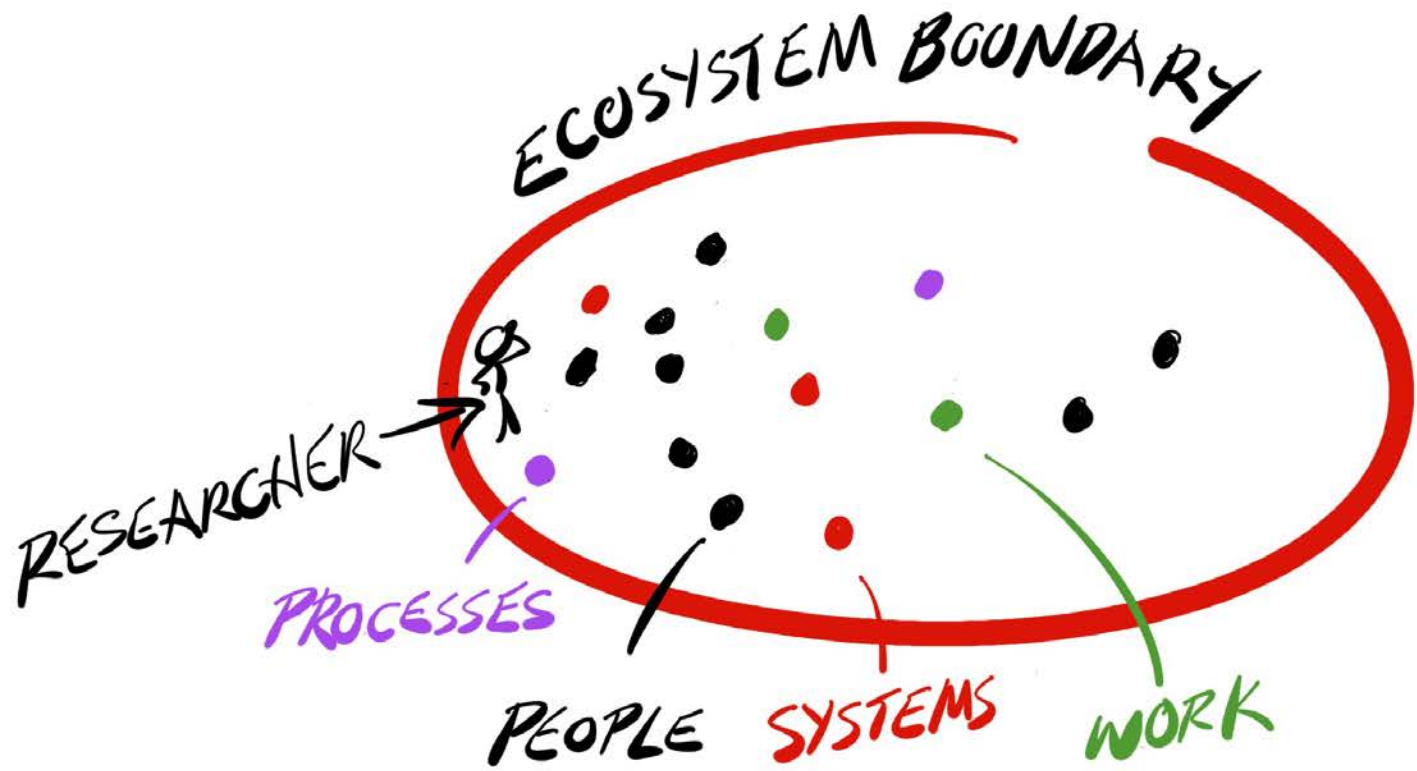 ECOSYSTEM BOUNDARY
RESEARCHER
PROCESSES
PEOPLE
SYSTEMS
WORK